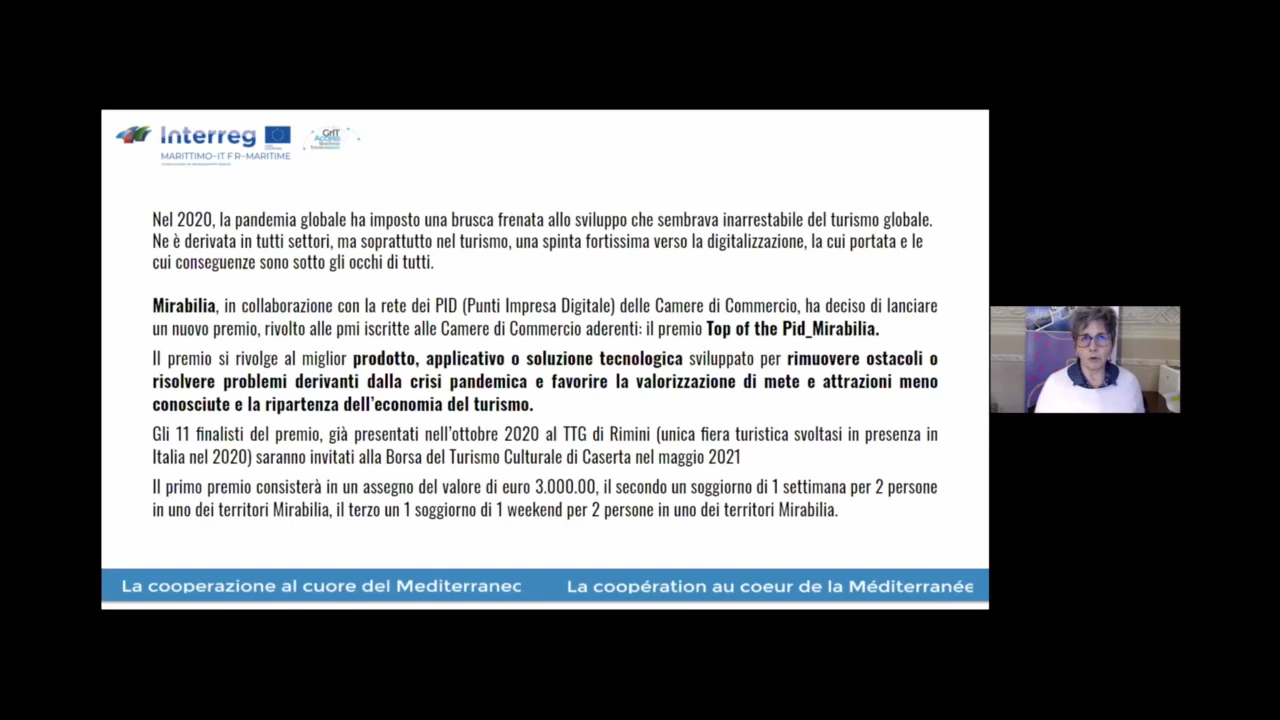 Interreg
MARITTIMO-IT FR-MARITIME
GrIT
Access
Nel 2020, la pandemia globale ha imposto una brusca frenata allo sviluppo che sembrava inarrestabile del turismo globale.
Ne è derivata in tutti settori, ma soprattutto nel turismo, una spinta fortissima verso la digitalizzazione, la cui portata e le
cui conseguenze sono sotto gli occhi di tutti.
Mirabilia, in collaborazione con la rete dei PID (Punti Impresa Digitale) delle Camere di Commercio, ha deciso di lanciare
un nuovo premio, rivolto alle pmi iscritte alle Camere di Commercio aderenti: il premio Top of the Pid_Mirabilia.
Il premio si rivolge al miglior prodotto, applicativo o soluzione tecnologica sviluppato per rimuovere ostacoli o
risolvere problemi derivanti dalla crisi pandemica e favorire la valorizzazione di mete e attrazioni meno
conosciute e la ripartenza dell'economia del turismo.
Gli 11 finalisti del premio, già presentati nell'ottobre 2020 al TTG di Rimini (unica fiera turistica svoltasi in presenza in
Italia nel 2020) saranno invitati alla Borsa del Turismo Culturale di Caserta nel maggio 2021
Il primo premio consisterà in un assegno del valore di euro 3.000.00, il secondo un soggiorno di 1 settimana per 2 persone
in uno dei territori Mirabilia, il terzo un 1 soggiorno di 1 weekend per 2 persone in uno dei territori Mirabilia.
La cooperazione al cuore del Mediterraneo
La coopération au coeur de la Méditerranée